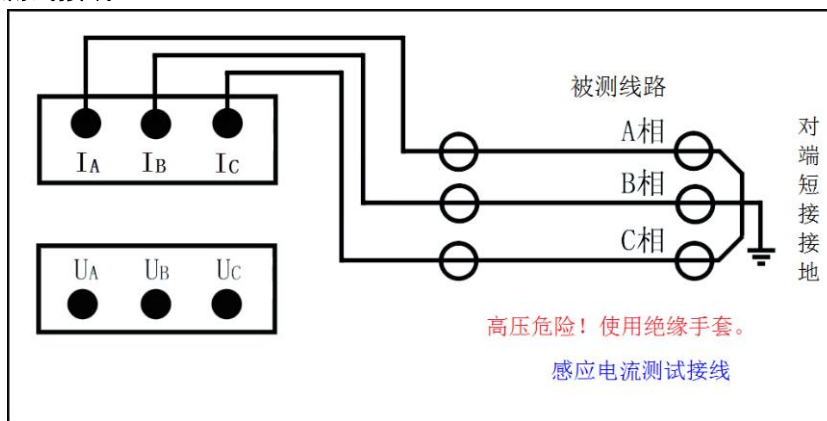 被测线路
IA IB IC
A相
B相
C相
对端短接接地
UA UB UC
高压危险！使用绝缘手套。
感应电流测试接线